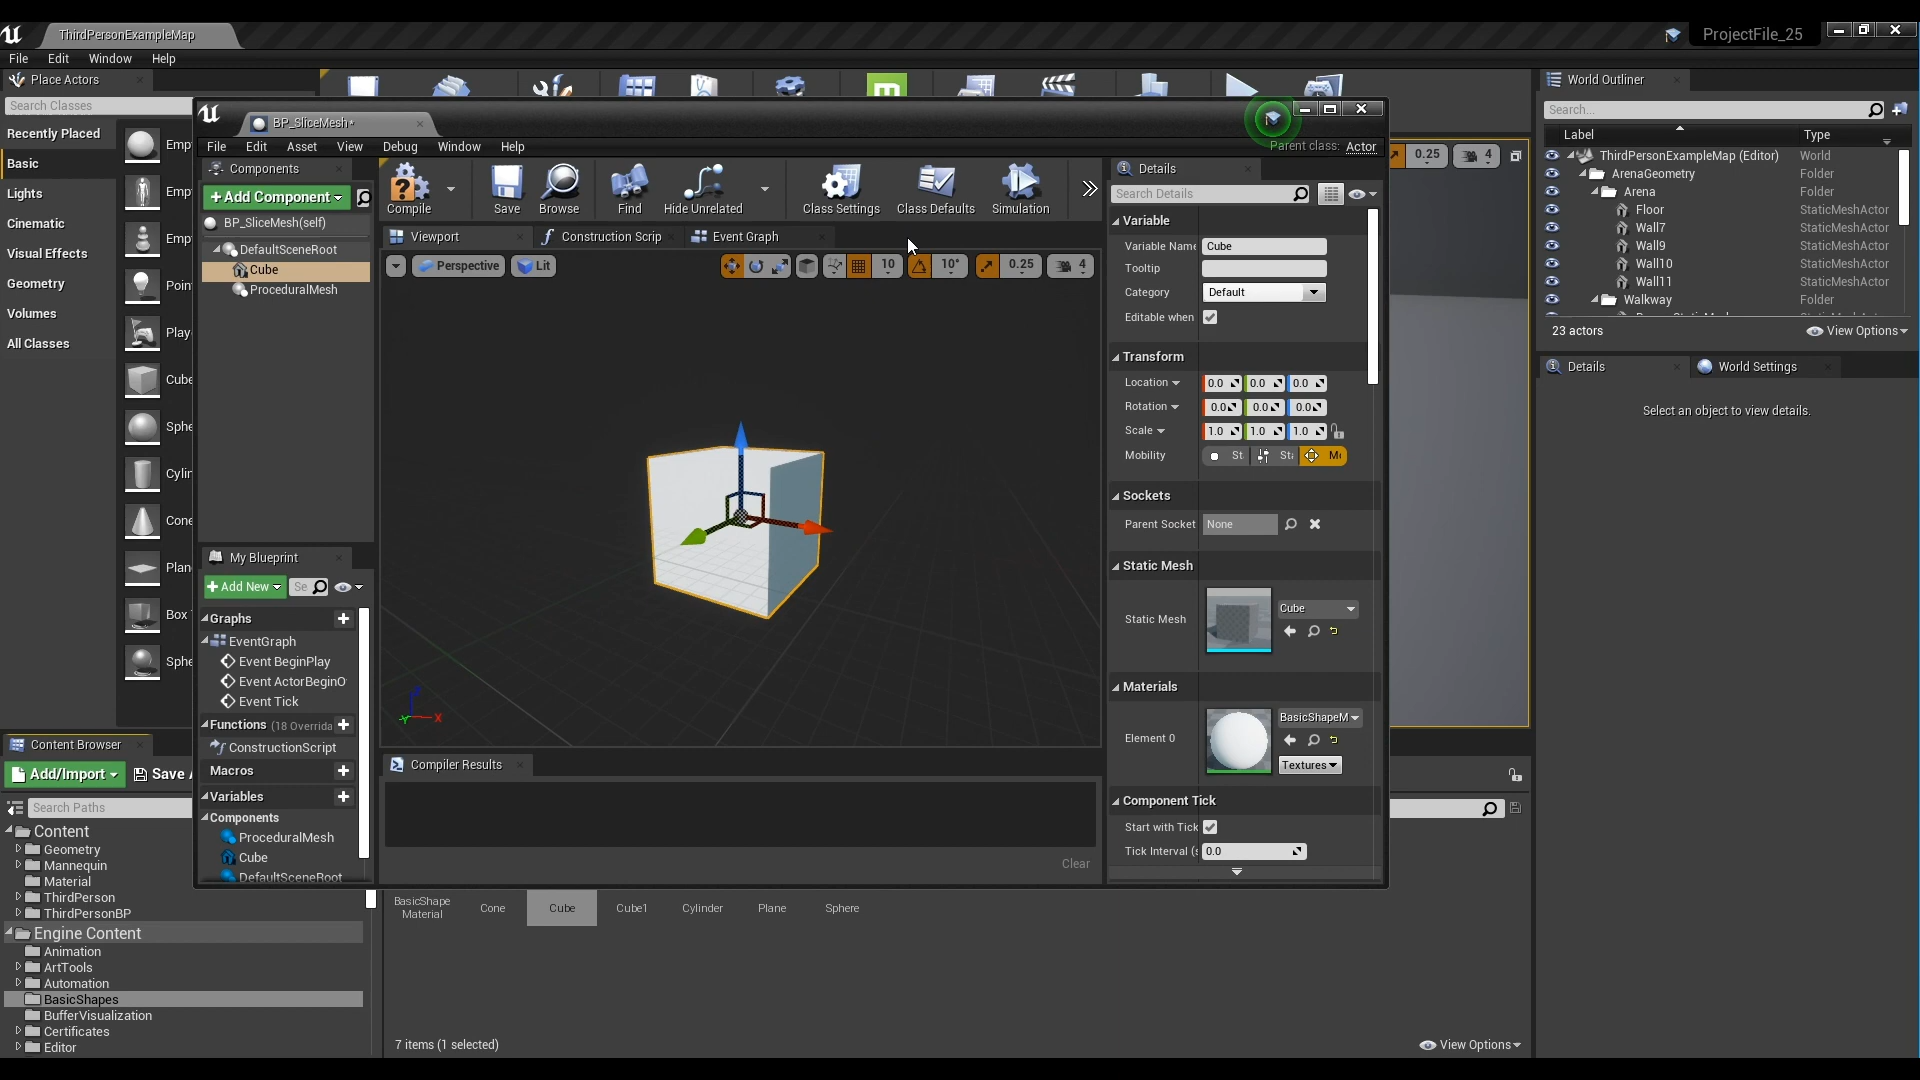 ThirdPersonExampleMap
ProjectFile_25
File Edit Window Help
Place Actors
Search Classes
Recently Placed
Basic
Lights
Cinematic
Visual Effects
Geometry
Volumes
All Classes
Emp
Emp
Emp
Poin
Playe
Cube
Sphe
Cylin
Cone
Plane
Box
Sphe
BP_SliceMesh*
Parent class: Actor
File Edit Asset View Debug Window Help
Components
+Add Component
BP_SliceMesh(self)
DefaultSceneRoot
Cube
ProceduralMesh
Compile Save Browse Find Hide Unrelated Class Settings Class Defaults Simulation
Viewport Construction Scrip Event Graph
Perspective Lit 10 10° 0.25 4
X
Y
My Blueprint
+Add New Se
Graphs
EventGraph
Event BeginPlay
Event ActorBeginO
Event Tick
Functions (18 Overrida
ConstructionScript
Macros
Variables
Components
ProceduralMesh
Cube
DefaultSceneRoot
Compiler Results
Clear
Details
Search Details
Variable
Variable Name Cube
Tooltip
Category Default
Editable when
Transform
Location 0.0 0.0 0.0
Rotation 0.0 0.0 0.0
Scale 1.0 1.0 1.0
Mobility St Sta M
Sockets
Parent Socket None
Static Mesh
Static Mesh Cube
Materials
Element 0 BasicShapeM
Textures
Component Tick
Start with Tick
Tick Interval (s 0.0
0.25 4
World Outliner
Search...
Label Type
ThirdPersonExampleMap (Editor) World
ArenaGeometry Folder
Arena Folder
Floor StaticMeshActor
Wall7 StaticMeshActor
Wall9 StaticMeshActor
Wall10 StaticMeshActor
Wall11 StaticMeshActor
Walkway Folder
23 actors View Options
Details World Settings
Select an object to view details.
Content Browser
Add/Import Save A
Search Paths
Content
Geometry
Mannequin
Material
ThirdPerson
ThirdPersonBP
Engine Content
Animation
ArtTools
Automation
BasicShapes
BufferVisualization
Certificates
Editor
BasicShape
Material
Cone Cube Cube1 Cylinder Plane Sphere
7 items (1 selected) View Options